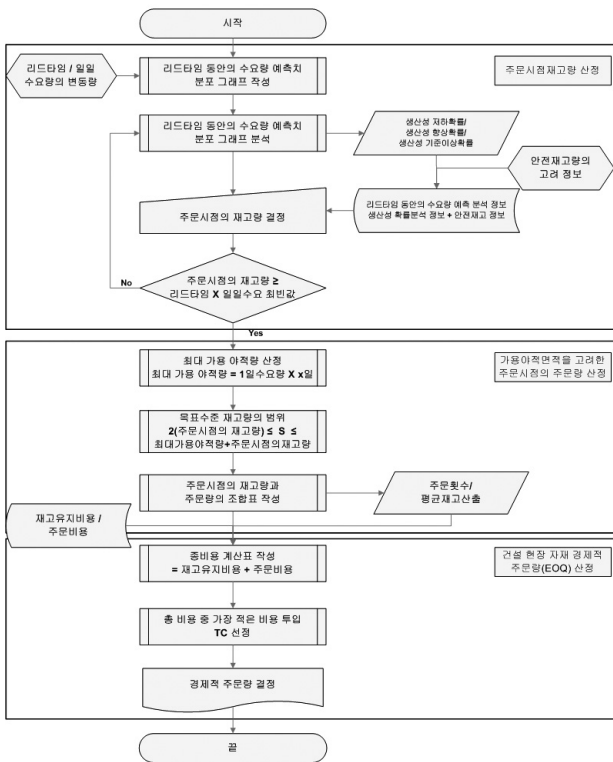 시작
리드타임 / 일일
수요량의 변동량
리드타임 동안의 수요량 예측치
분포 그래프 작성
주문시점재고량 산정
리드타임 동안의 수요량 예측치
분포 그래프 분석
생산성 저하확률/
생산성 향상확률/
생산성 기준이상확률
안전재고량의
고려 정보
주문시점의 재고량 결정
리드타임 동안의 수요량 예측 분석 정보
생산성 확률분석 정보 + 안전재고 정보
No
주문시점의 재고량 ≥
리드타임 X 일일수요 최빈값
Yes
최대 가용 야적량 산정
최대 가용 야적량 = 1일수요량 X x일
가용야적면적을 고려한
주문시점의 주문량 산정
목표수준 재고량의 범위
2(주문시점의 재고량) ≤ S ≤
최대가용야적량+주문시점의재고량
주문시점의 재고량과
주문량의 조합표 작성
주문횟수/
평균재고산출
재고유지비용 /
주문비용
총비용 계산표 작성
= 재고유지비용 + 주문비용
건설 현장 자재 경제적
주문량(EOQ) 산정
총 비용 중 가장 적은 비용 투입
TC 선정
경제적 주문량 결정
끝